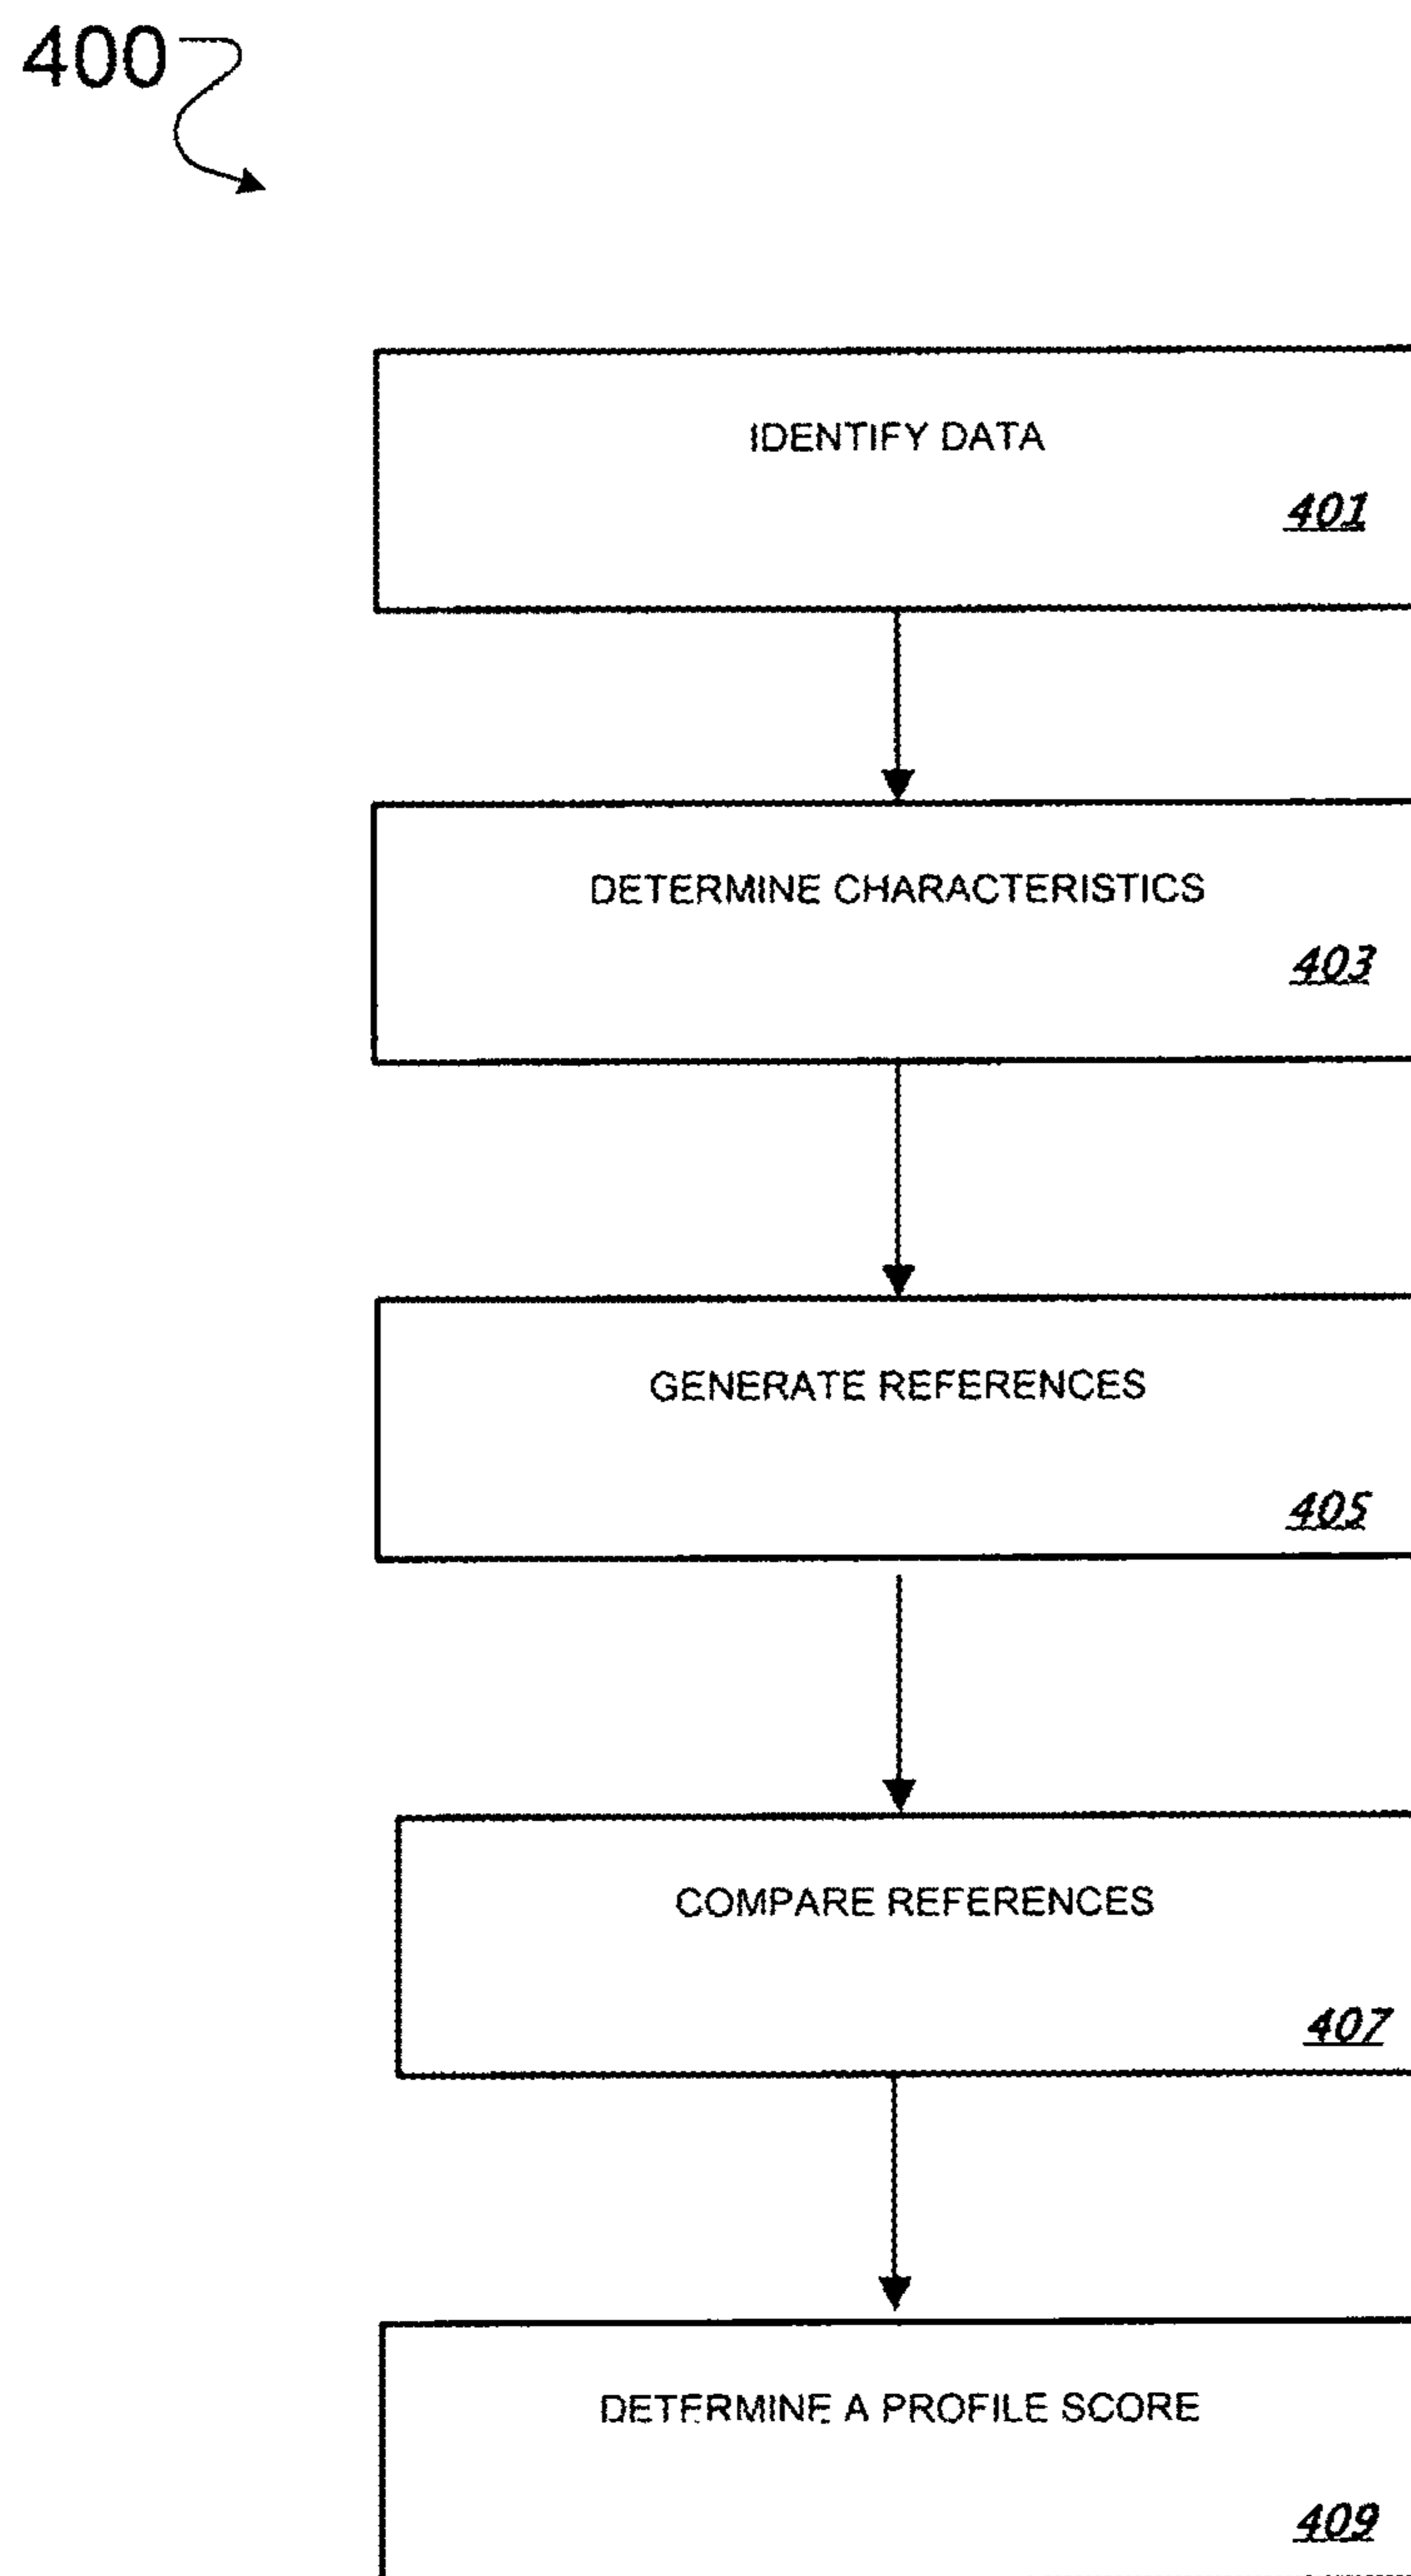 400
IDENTIFY DATA
401
DETERMINE CHARACTERISTICS
403
GENERATE REFERENCES
405
COMPARE REFERENCES
407
DETERMINE A PROFILE SCORE
409